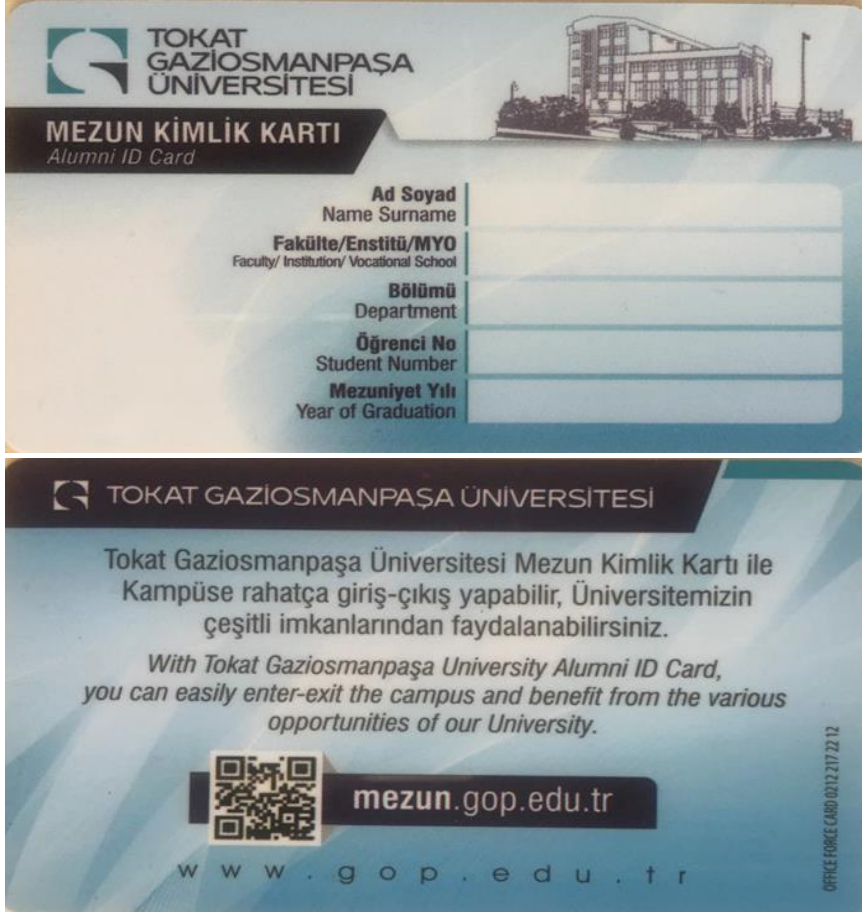 TOKAT
GAZİOSMANPAŞA
ÜNİVERSİTESİ
MEZUN KİMLİK KARTI
Alumni ID Card
Ad Soyad
Name Surname
Fakülte/Enstitü/MYO
Faculty/ Institution/ Vocational School
Bölümü
Department
Öğrenci No
Student Number
Mezuniyet Yılı
Year of Graduation
TOKAT GAZİOSMANPAŞA ÜNİVERSİTESİ
Tokat Gaziosmanpaşa Üniversitesi Mezun Kimlik Kartı ile
Kampüse rahatça giriş-çıkış yapabilir, Üniversitemizin
çeşitli imkanlarından faydalanabilirsiniz.
With Tokat Gaziosmanpaşa University Alumni ID Card,
you can easily enter-exit the campus and benefit from the various
opportunities of our University.
mezun.gop.edu.tr
www.gop.edu.tr
OFFICE FORCE CARD 0212 217 22 12